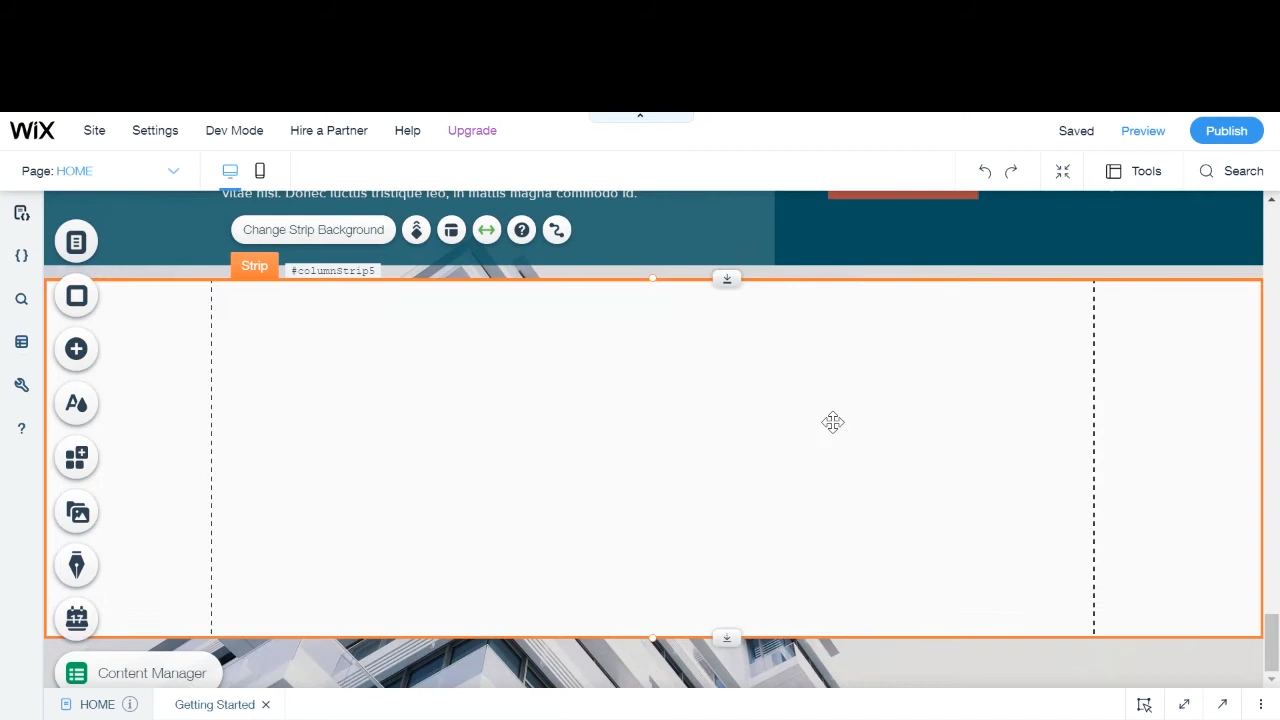 WiX Site Settings Dev Mode Hire a Partner Help Upgrade Saved Preview Publish
Page: HOME Tools Search
vitae nisl. Donec luctus tristique leo, in mattis magna commodo id.
Change Strip Background
Strip #columnStrip5
17
Content Manager
HOME Getting Started